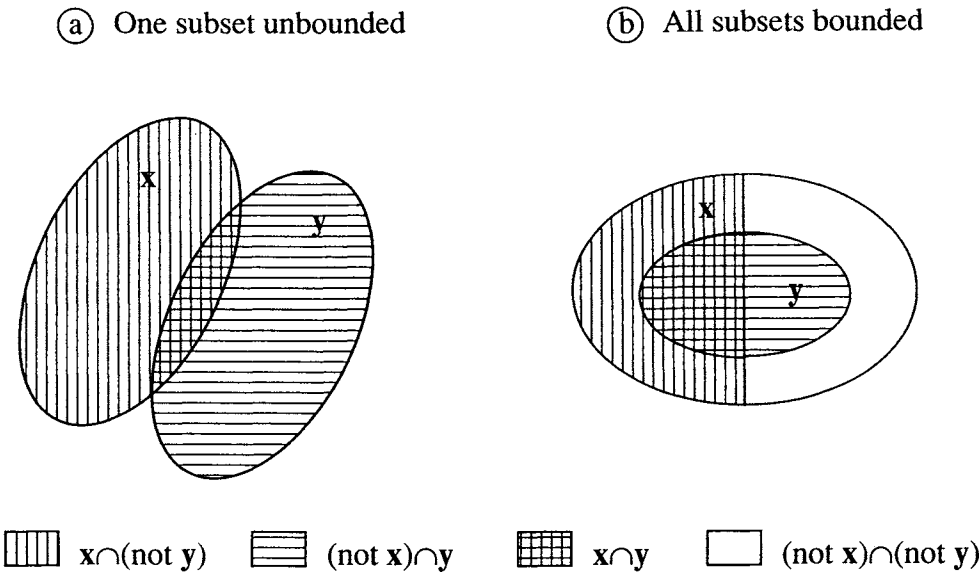 ⓐ One subset unbounded
ⓑ All subsets bounded
x
y
x
y
x∩(not y)
(not x)∩y
x∩y
(not x)∩(not y)